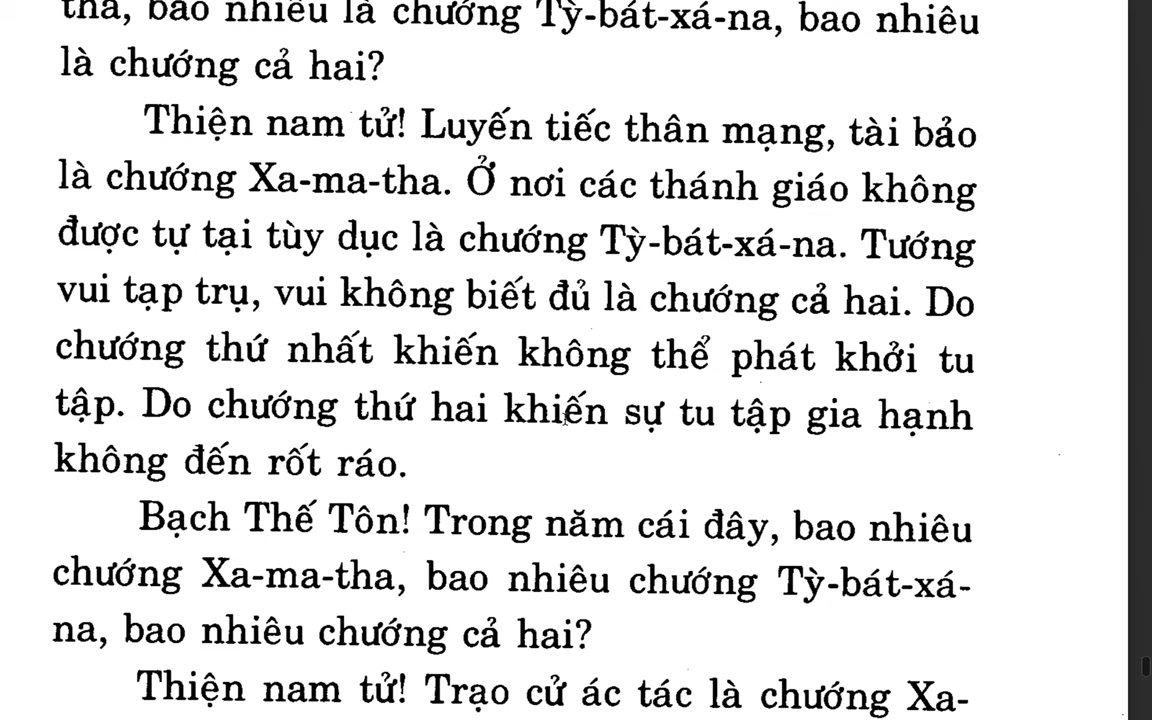 tha, bao nhiêu là chướng Tỳ-bát-xá-na, bao nhiêu
là chướng cả hai?
Thiện nam tử! Luyến tiếc thân mạng, tài bảo
là chướng Xa-ma-tha. Ở nơi các thánh giáo không
được tự tại tùy dục là chướng Tỳ-bát-xá-na. Tướng
vui tạp trụ, vui không biết đủ là chướng cả hai. Do
chướng thứ nhất khiến không thể phát khởi tu
tập. Do chướng thứ hai khiến sự tu tập gia hạnh
không đến rốt ráo.
Bạch Thế Tôn! Trong năm cái đây, bao nhiêu
chướng Xa-ma-tha, bao nhiêu chướng Tỳ-bát-xá-
na, bao nhiêu chướng cả hai?
Thiện nam tử! Trạo cử ác tác là chướng Xa-